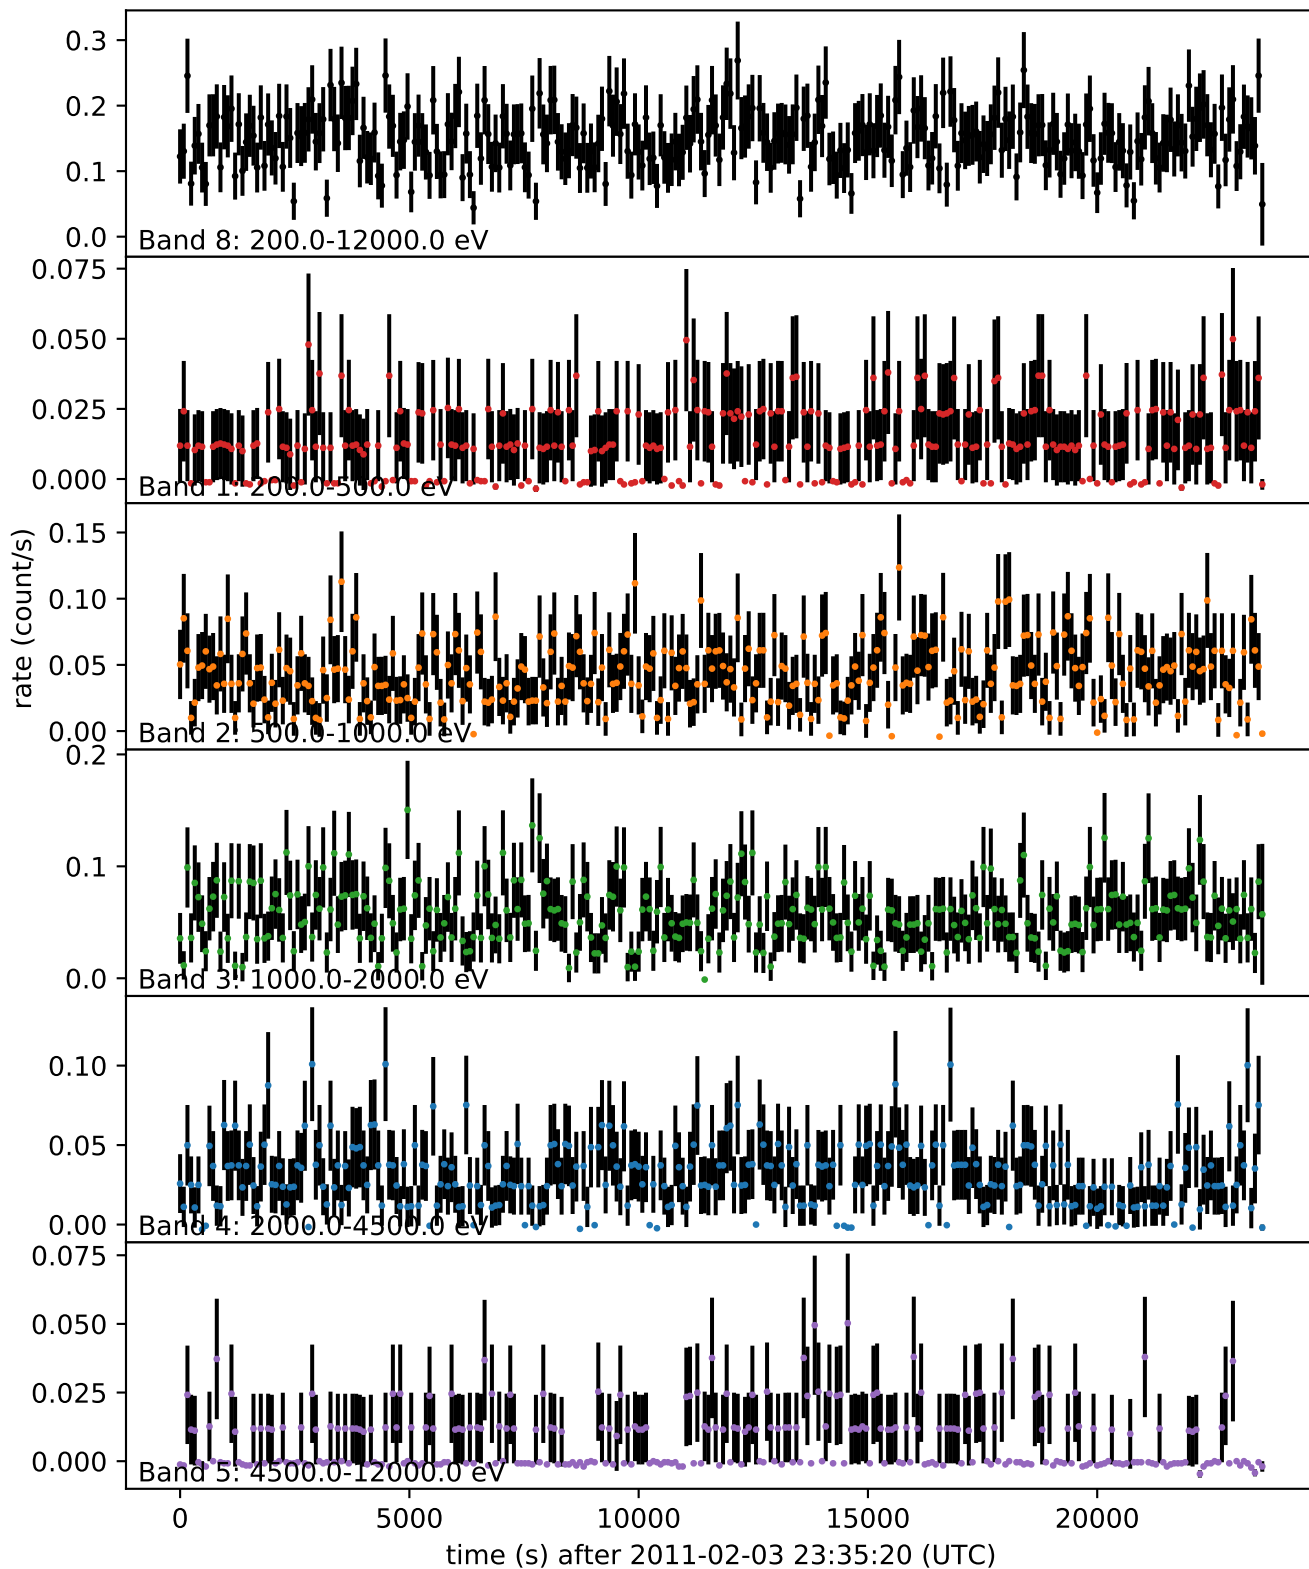 0.3
0.2
0.1
0.0
Band 8: 200.0-12000.0 eV
0.075
0.050
0.025
0.000
Band 1: 200.0-500.0 eV
rate (count/s)
0.15
0.10
0.05
0.00
Band 2: 500.0-1000.0 eV
0.2
0.1
0.0
Band 3: 1000.0-2000.0 eV
0.10
0.05
0.00
Band 4: 2000.0-4500.0 eV
0.075
0.050
0.025
0.000
Band 5: 4500.0-12000.0 eV
0 5000 10000 15000 20000
time (s) after 2011-02-03 23:35:20 (UTC)